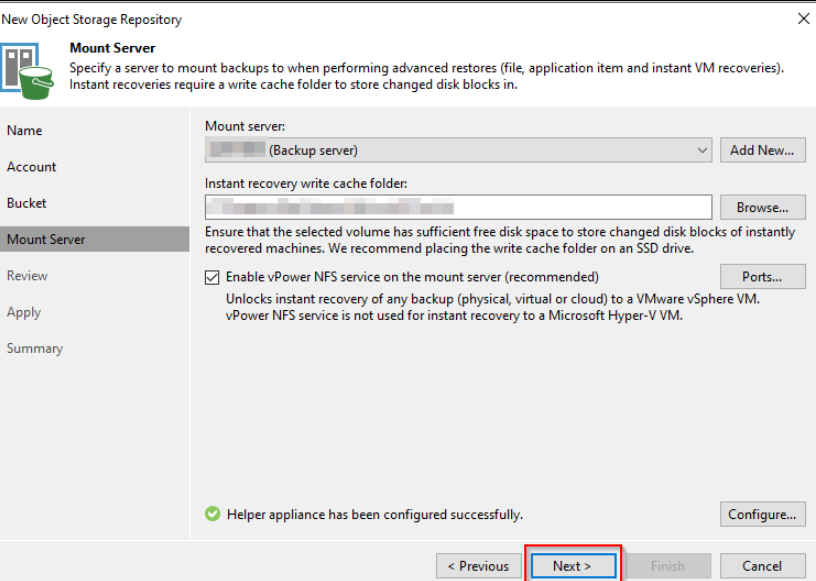 New Object Storage Repository
Mount Server
Specify a server to mount backups to when performing advanced restores (file, application item and instant VM recoveries).
Instant recoveries require a write cache folder to store changed disk blocks in.
Name
Account
Bucket
Mount Server
Review
Apply
Summary
Mount server:
(Backup server)
Add New...
Instant recovery write cache folder:
Browse...
Ensure that the selected volume has sufficient free disk space to store changed disk blocks of instantly
recovered machines. We recommend placing the write cache folder on an SSD drive.
Enable vPower NFS service on the mount server (recommended)
Ports...
Unlocks instant recovery of any backup (physical, virtual or cloud) to a VMware vSphere VM.
vPower NFS service is not used for instant recovery to a Microsoft Hyper-V VM.
Helper appliance has been configured successfully.
Configure...
< Previous
Next >
Finish
Cancel